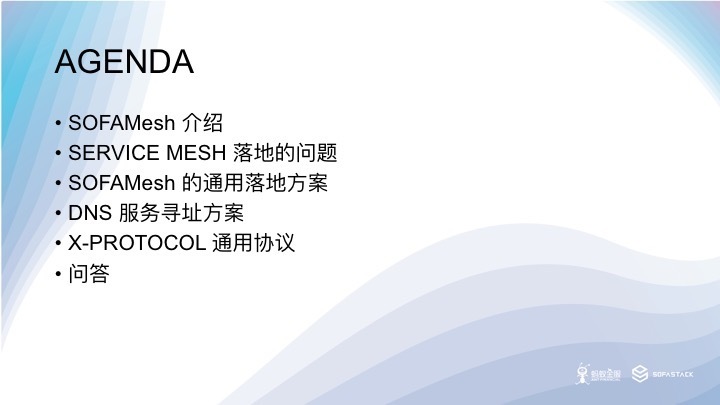 AGENDA
• SOFAMesh 介绍
• SERVICE MESH 落地的问题
• SOFAMesh 的通用落地方案
• DNS 服务寻址方案
• X-PROTOCOL 通用协议
• 问答
蚂蚁金服 SOFASTACK